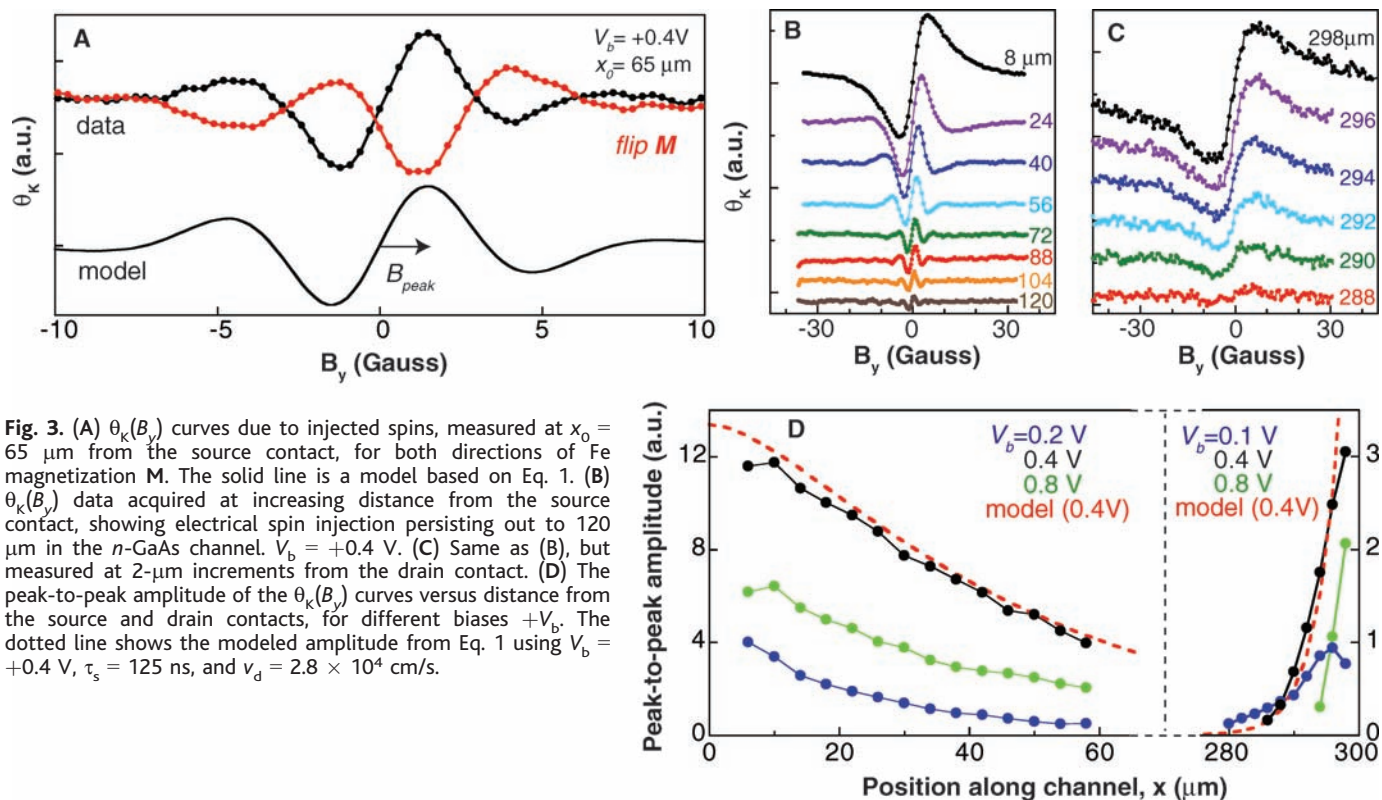 A
V_b= +0.4V
x_0= 65 μm
data
flip M
model
B_peak
θ_K (a.u.)
-10
-5
0
5
10
B_y (Gauss)
B
8 μm
24
40
56
72
88
104
120
θ_K (a.u.)
-30
0
30
B_y (Gauss)
C
298μm
296
294
292
290
288
-30
0
30
B_y (Gauss)
Fig. 3. (A) θ_K(B_y) curves due to injected spins, measured at x_0 =
65 μm from the source contact, for both directions of Fe
magnetization M. The solid line is a model based on Eq. 1. (B)
θ_K(B_y) data acquired at increasing distance from the source
contact, showing electrical spin injection persisting out to 120
μm in the n-GaAs channel. V_b = +0.4 V. (C) Same as (B), but
measured at 2-μm increments from the drain contact. (D) The
peak-to-peak amplitude of the θ_K(B_y) curves versus distance from
the source and drain contacts, for different biases +V_b. The
dotted line shows the modeled amplitude from Eq. 1 using V_b =
+0.4 V, τ_s = 125 ns, and v_d = 2.8 × 10⁴ cm/s.
D
V_b=0.2 V
0.4 V
0.8 V
model (0.4V)
V_b=0.1 V
0.4 V
0.8 V
model (0.4V)
Peak-to-peak amplitude (a.u.)
12
8
4
0
3
2
1
0
0
20
40
60
280
300
Position along channel, x (μm)